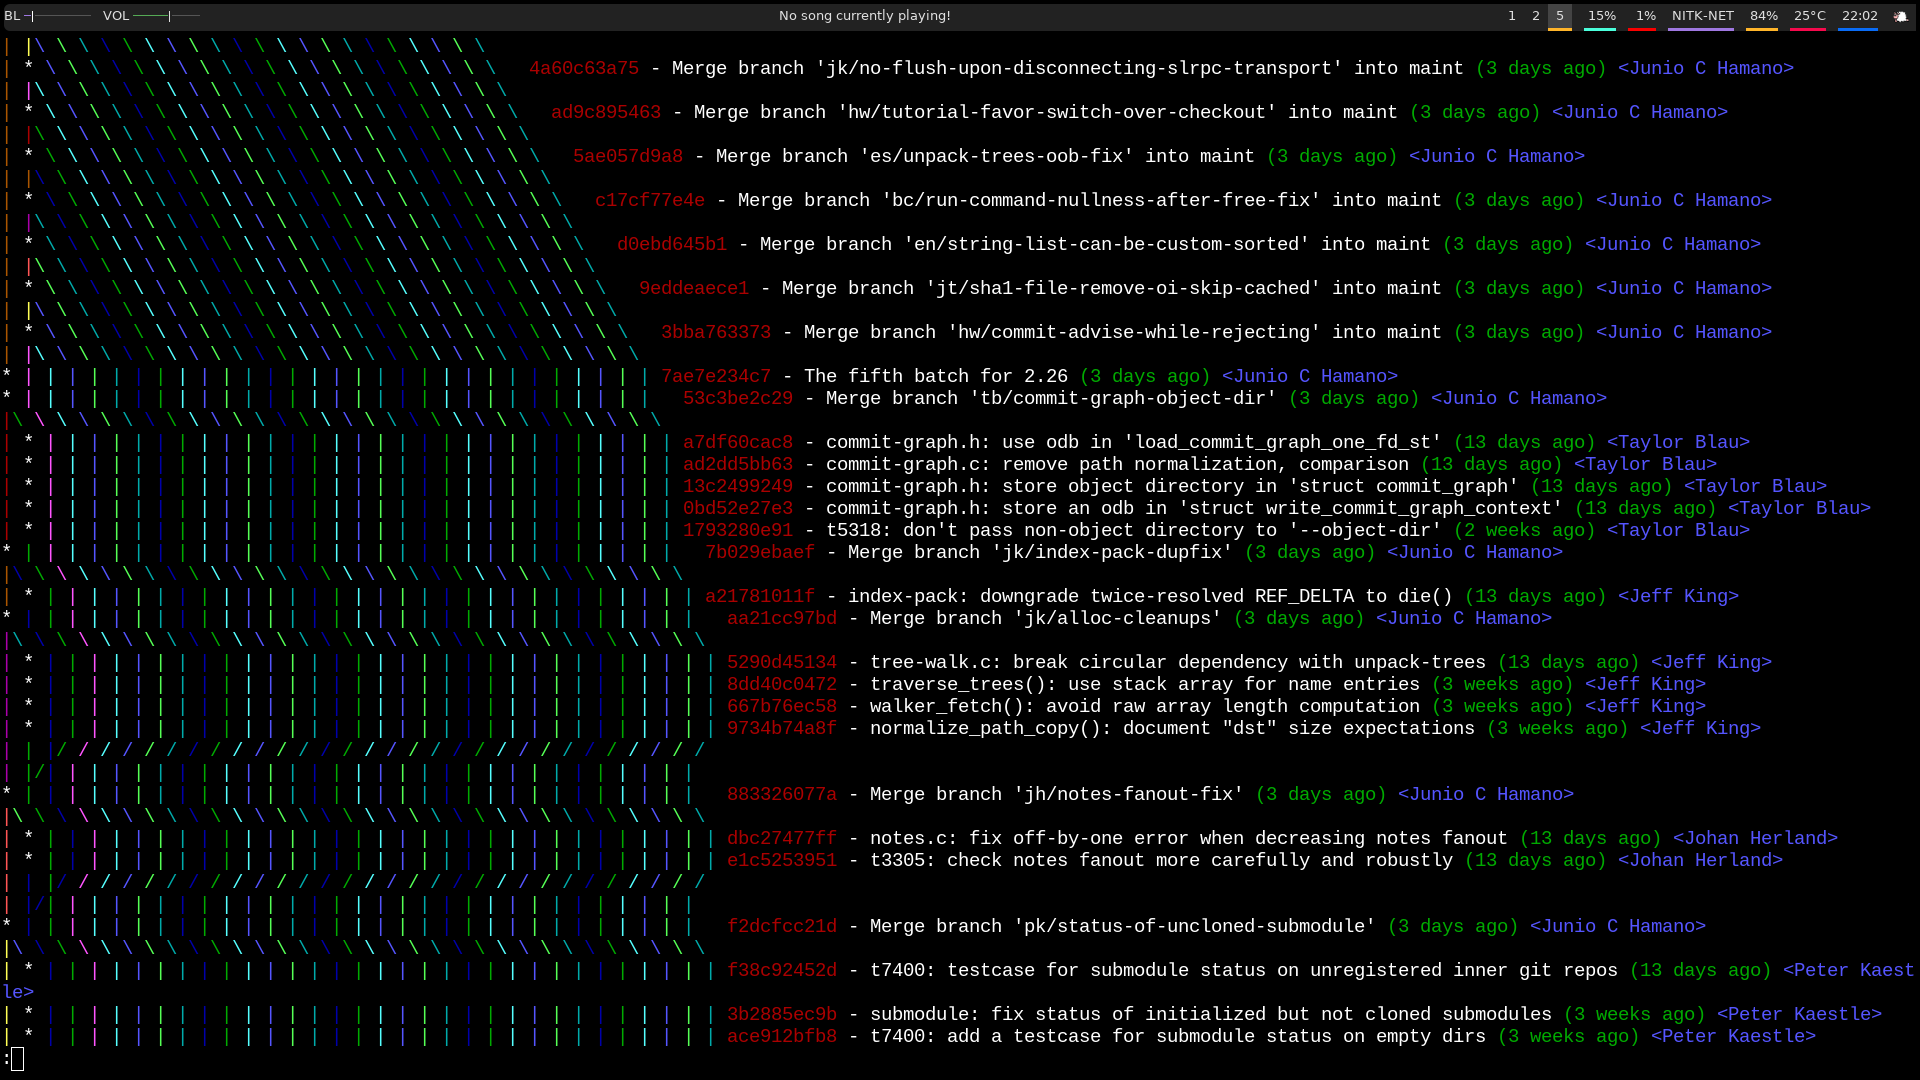 BL VOL No song currently playing! 1 2 5 15% 1% NITK-NET 84% 25°C 22:02
* 4a60c63a75 - Merge branch 'jk/no-flush-upon-disconnecting-slrpc-transport' into maint (3 days ago) <Junio C Hamano>
* ad9c895463 - Merge branch 'hw/tutorial-favor-switch-over-checkout' into maint (3 days ago) <Junio C Hamano>
* 5ae057d9a8 - Merge branch 'es/unpack-trees-oob-fix' into maint (3 days ago) <Junio C Hamano>
* c17cf77e4e - Merge branch 'bc/run-command-nullness-after-free-fix' into maint (3 days ago) <Junio C Hamano>
* d0ebd645b1 - Merge branch 'en/string-list-can-be-custom-sorted' into maint (3 days ago) <Junio C Hamano>
* 9eddeaece1 - Merge branch 'jt/sha1-file-remove-oi-skip-cached' into maint (3 days ago) <Junio C Hamano>
* 3bba763373 - Merge branch 'hw/commit-advise-while-rejecting' into maint (3 days ago) <Junio C Hamano>
* 7ae7e234c7 - The fifth batch for 2.26 (3 days ago) <Junio C Hamano>
* 53c3be2c29 - Merge branch 'tb/commit-graph-object-dir' (3 days ago) <Junio C Hamano>
* a7df60cac8 - commit-graph.h: use odb in 'load_commit_graph_one_fd_st' (13 days ago) <Taylor Blau>
* ad2dd5bb63 - commit-graph.c: remove path normalization, comparison (13 days ago) <Taylor Blau>
* 13c2499249 - commit-graph.h: store object directory in 'struct commit_graph' (13 days ago) <Taylor Blau>
* 0bd52e27e3 - commit-graph.h: store an odb in 'struct write_commit_graph_context' (13 days ago) <Taylor Blau>
* 1793280e91 - t5318: don't pass non-object directory to '--object-dir' (2 weeks ago) <Taylor Blau>
* 7b029ebaef - Merge branch 'jk/index-pack-dupfix' (3 days ago) <Junio C Hamano>
* a21781011f - index-pack: downgrade twice-resolved REF_DELTA to die() (13 days ago) <Jeff King>
* aa21cc97bd - Merge branch 'jk/alloc-cleanups' (3 days ago) <Junio C Hamano>
* 5290d45134 - tree-walk.c: break circular dependency with unpack-trees (13 days ago) <Jeff King>
* 8dd40c0472 - traverse_trees(): use stack array for name entries (3 weeks ago) <Jeff King>
* 667b76ec58 - walker_fetch(): avoid raw array length computation (3 weeks ago) <Jeff King>
* 9734b74a8f - normalize_path_copy(): document "dst" size expectations (3 weeks ago) <Jeff King>
* 883326077a - Merge branch 'jh/notes-fanout-fix' (3 days ago) <Junio C Hamano>
* dbc27477ff - notes.c: fix off-by-one error when decreasing notes fanout (13 days ago) <Johan Herland>
* e1c5253951 - t3305: check notes fanout more carefully and robustly (13 days ago) <Johan Herland>
* f2dcfcc21d - Merge branch 'pk/status-of-uncloned-submodule' (3 days ago) <Junio C Hamano>
* f38c92452d - t7400: testcase for submodule status on unregistered inner git repos (13 days ago) <Peter Kaest
le>
* 3b2885ec9b - submodule: fix status of initialized but not cloned submodules (3 weeks ago) <Peter Kaestle>
* ace912bfb8 - t7400: add a testcase for submodule status on empty dirs (3 weeks ago) <Peter Kaestle>
: